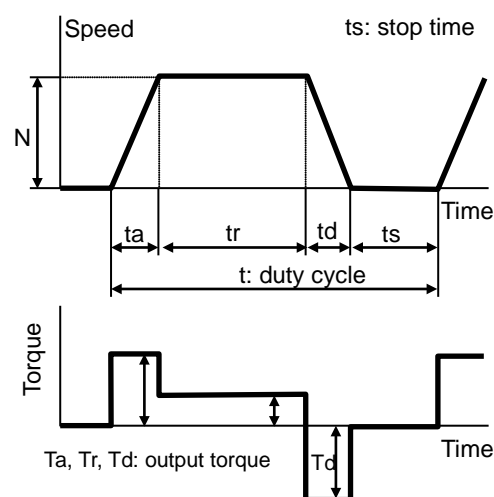 Speed
ts: stop time
N
Time
ta
tr
td
ts
t: duty cycle
Torque
Time
Td
Ta, Tr, Td: output torque